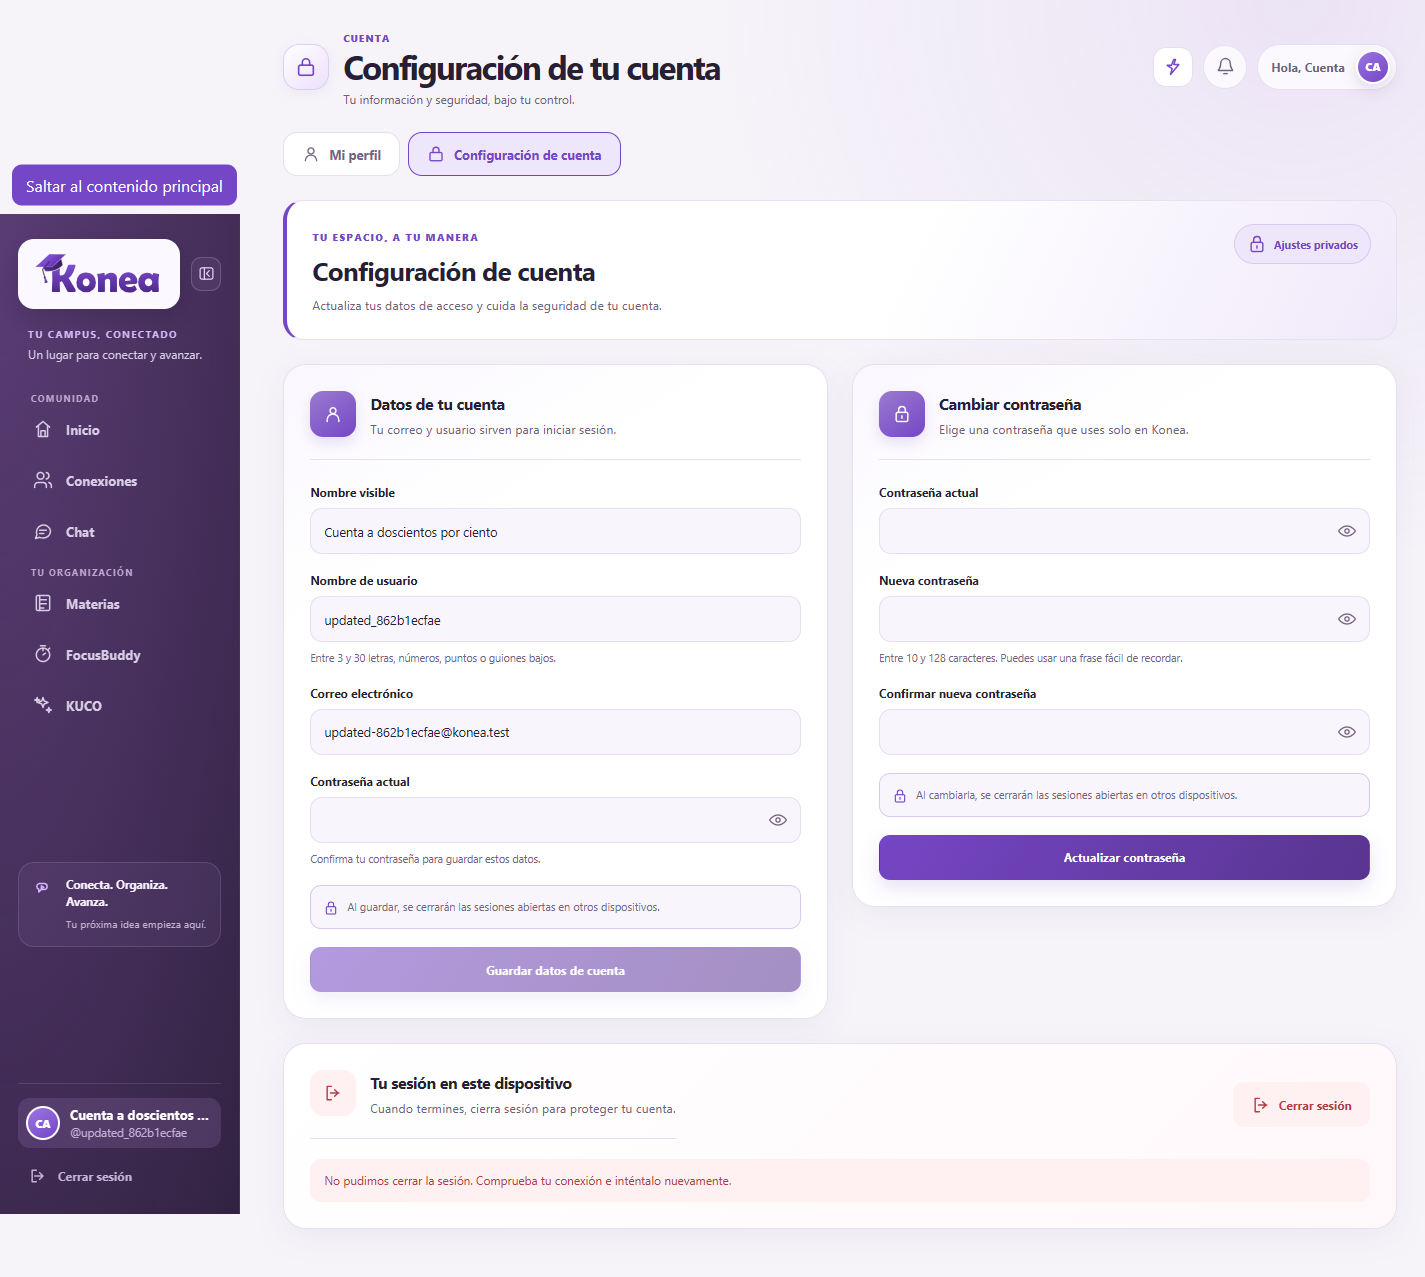 Saltar al contenido principal
Konea
TU CAMPUS, CONECTADO
Un lugar para conectar y avanzar.
COMUNIDAD
Inicio
Conexiones
Chat
TU ORGANIZACIÓN
Materias
FocusBuddy
KUCO
Conecta. Organiza.
Avanza.
Tu próxima idea empieza aquí.
CA
Cuenta a doscientos ...
@updated_862b1ecfae
Cerrar sesión
CUENTA
Configuración de tu cuenta
Tu información y seguridad, bajo tu control.
Hola, Cuenta
CA
Mi perfil
Configuración de cuenta
TU ESPACIO, A TU MANERA
Configuración de cuenta
Actualiza tus datos de acceso y cuida la seguridad de tu cuenta.
Ajustes privados
Datos de tu cuenta
Tu correo y usuario sirven para iniciar sesión.
Nombre visible
Cuenta a doscientos por ciento
Nombre de usuario
updated_862b1ecfae
Entre 3 y 30 letras, números, puntos o guiones bajos.
Correo electrónico
updated-862b1ecfae@konea.test
Contraseña actual
Confirma tu contraseña para guardar estos datos.
Al guardar, se cerrarán las sesiones abiertas en otros dispositivos.
Guardar datos de cuenta
Cambiar contraseña
Elige una contraseña que uses solo en Konea.
Contraseña actual
Nueva contraseña
Entre 10 y 128 caracteres. Puedes usar una frase fácil de recordar.
Confirmar nueva contraseña
Al cambiarla, se cerrarán las sesiones abiertas en otros dispositivos.
Actualizar contraseña
Tu sesión en este dispositivo
Cuando termines, cierra sesión para proteger tu cuenta.
Cerrar sesión
No pudimos cerrar la sesión. Comprueba tu conexión e inténtalo nuevamente.